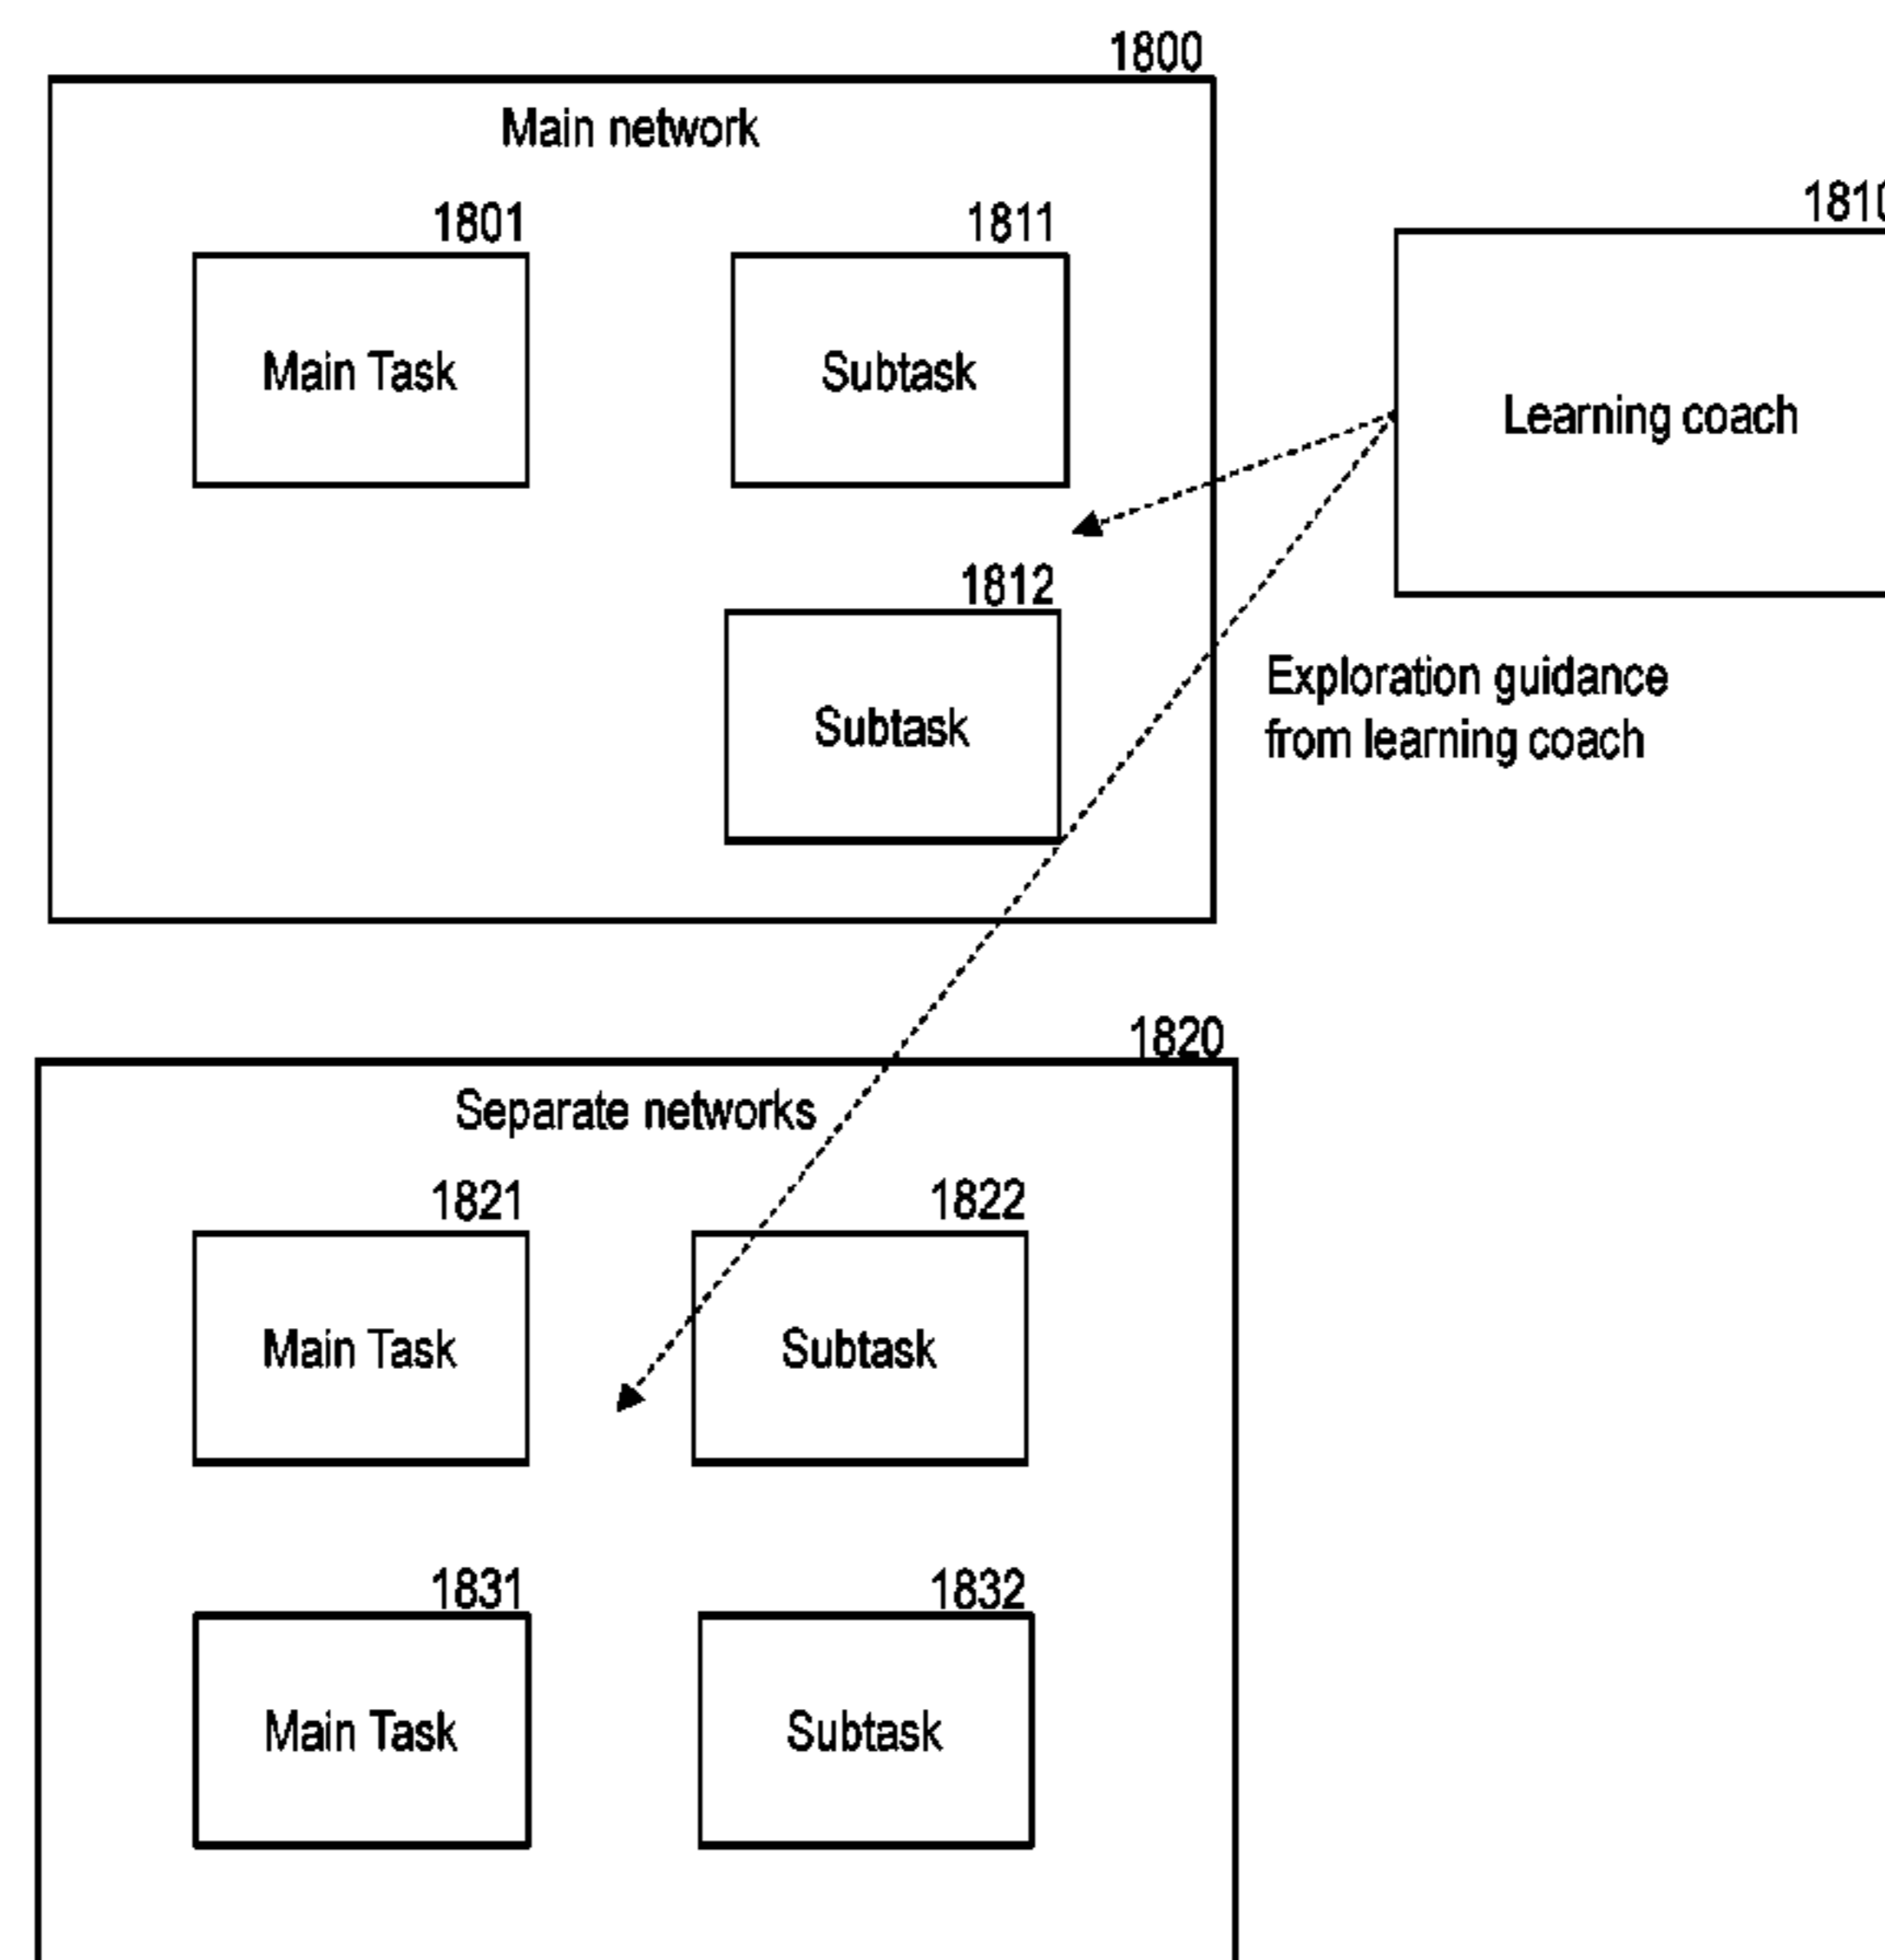 1800
Main network
1801
1811
Main Task
Subtask
1812
Subtask
1810
Learning coach
Exploration guidance
from learning coach
1820
Separate networks
1821
1822
Main Task
Subtask
1831
1832
Main Task
Subtask